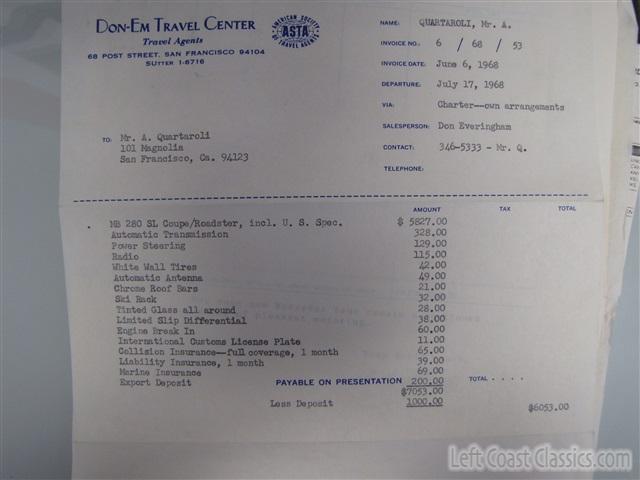 DON-EM TRAVEL CENTER
Travel Agents
68 POST STREET, SAN FRANCISCO 94104
SUTTER 1-6716
AMERICAN SOCIETY OF TRAVEL AGENTS
ASTA
NAME: QUARTAROLI, Mr. A.
INVOICE NO.: 6 / 68 / 53
INVOICE DATE: June 6, 1968
DEPARTURE: July 17, 1968
VIA: Charter--own arrangements
SALESPERSON: Don Everingham
CONTACT: 346-5333 - Mr. Q.
TELEPHONE:
TO: Mr. A. Quartaroli
101 Magnolia
San Francisco, Ca. 94123
AMOUNT TAX TOTAL
MB 280 SL Coupe/Roadster, incl. U. S. Spec. $ 5827.00
Automatic Transmission 328.00
Power Steering 129.00
Radio 115.00
White Wall Tires 42.00
Automatic Antenna 49.00
Chrome Roof Bars 21.00
Ski Rack 32.00
Tinted Glass all around 28.00
Limited Slip Differential 38.00
Engine Break In 60.00
International Customs License Plate 11.00
Collision Insurance--full coverage, 1 month 65.00
Liability Insurance, 1 month 39.00
Marine Insurance 69.00
Export Deposit PAYABLE ON PRESENTATION 200.00 TOTAL . . . .
$7053.00
Less Deposit 1000.00 $6053.00
Left Coast Classics.com